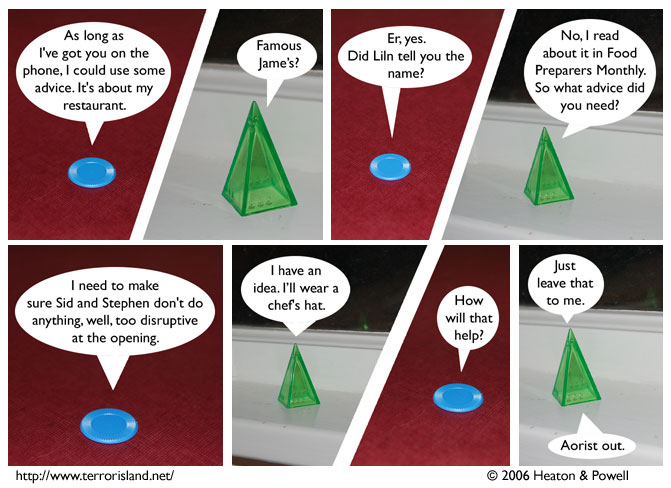 As long as
I've got you on the
phone, I could use some
advice. It's about my
restaurant.
Famous
Jame's?
Er, yes.
Did Liln tell you the
name?
No, I read
about it in Food
Preparers Monthly.
So what advice did
you need?
I need to make
sure Sid and Stephen don't do
anything, well, too disruptive
at the opening.
I have an
idea. I'll wear a
chef's hat.
How
will that
help?
Just
leave that
to me.
Aorist out.
http://www.terrorisland.net/
© 2006 Heaton & Powell